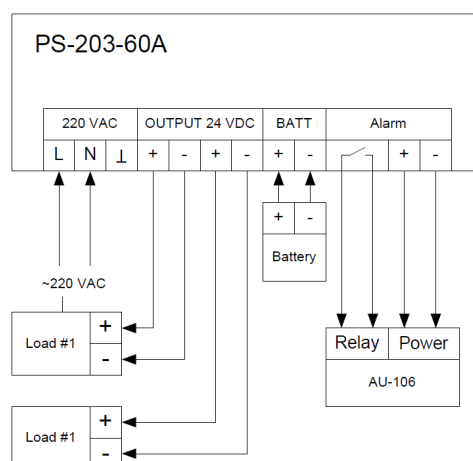 PS-203-60A
220 VAC OUTPUT 24 VDC BATT Alarm
L N ⊥ + - + - + - + -
+ -
Battery
~220 VAC
Load #1 + -
Relay Power
AU-106
Load #1 + -